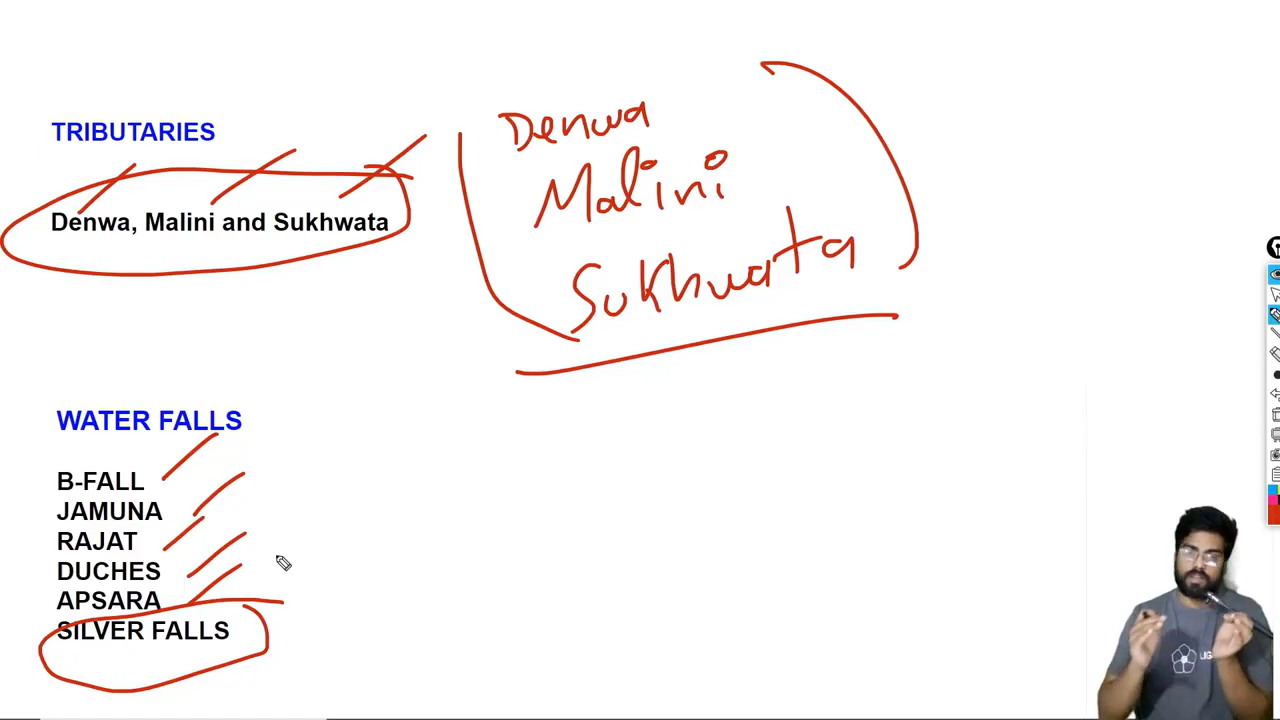 TRIBUTARIES
Denwa, Malini and Sukhwata
Denwa
Malini
Sukhwata
WATER FALLS
B-FALL
JAMUNA
RAJAT
DUCHES
APSARA
SILVER FALLS